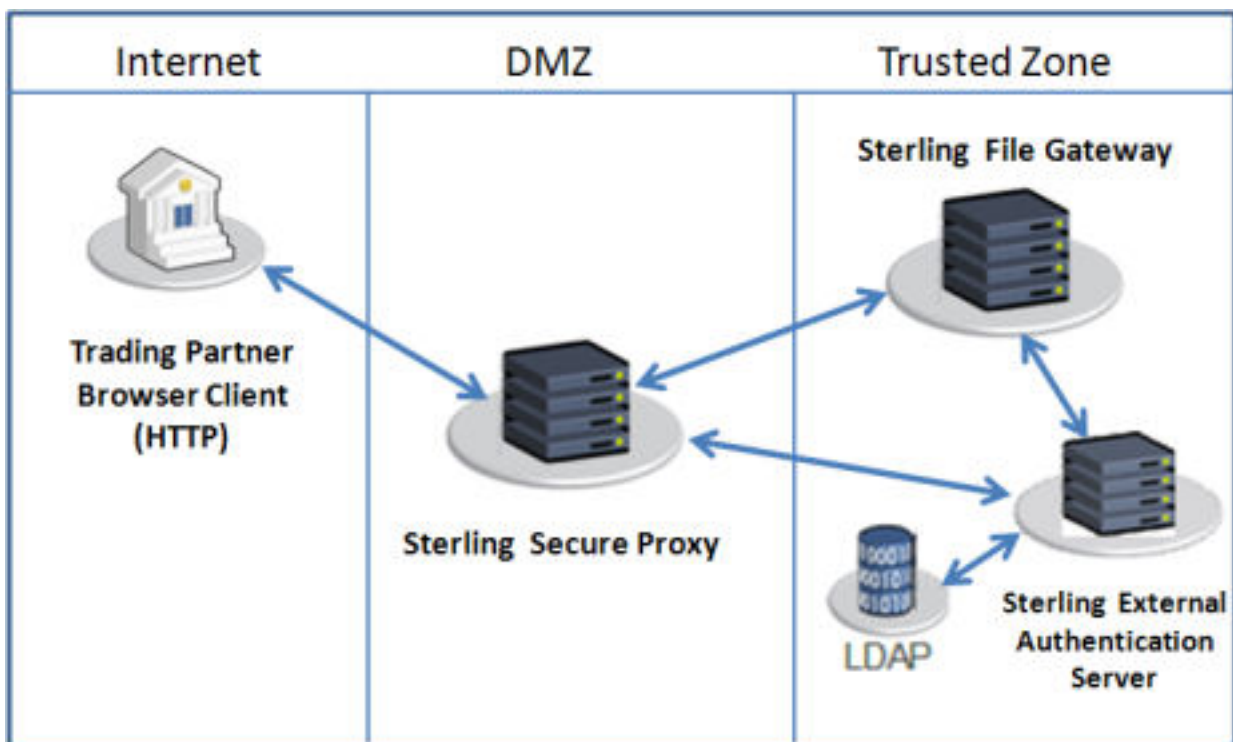 Internet
DMZ
Trusted Zone
Sterling File Gateway
Trading Partner
Browser Client
(HTTP)
Sterling Secure Proxy
LDAP
Sterling External
Authentication
Server